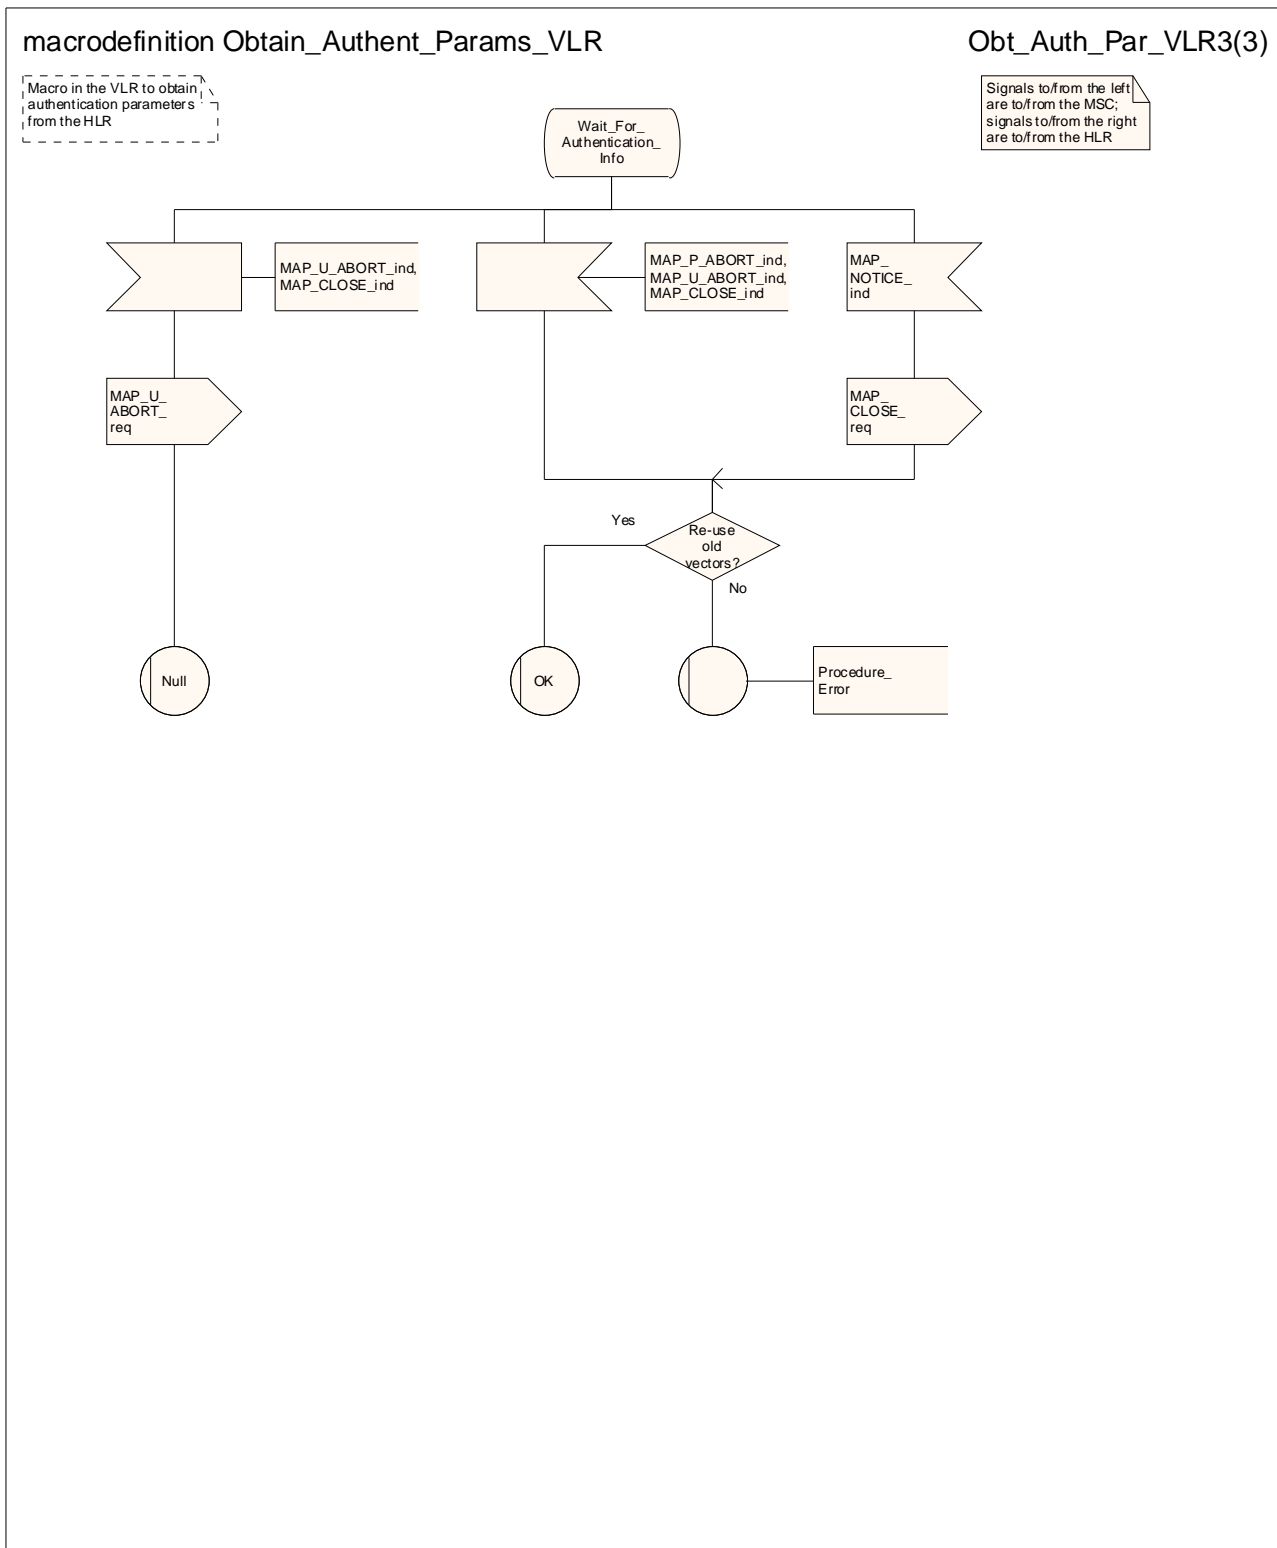 macrodefinition Obtain_Authent_Params_VLR
Obt_Auth_Par_VLR3(3)
Macro in the VLR to obtain
authentication parameters
from the HLR
Signals to/from the left
are to/from the MSC;
signals to/from the right
are to/from the HLR
Wait_For_
Authentication_
Info
MAP_U_ABORT_ind,
MAP_CLOSE_ind
MAP_P_ABORT_ind,
MAP_U_ABORT_ind,
MAP_CLOSE_ind
MAP_
NOTICE_
ind
MAP_U_
ABORT_
req
MAP_
CLOSE_
req
Yes
Re-use
old
vectors?
No
Null
OK
Procedure_
Error